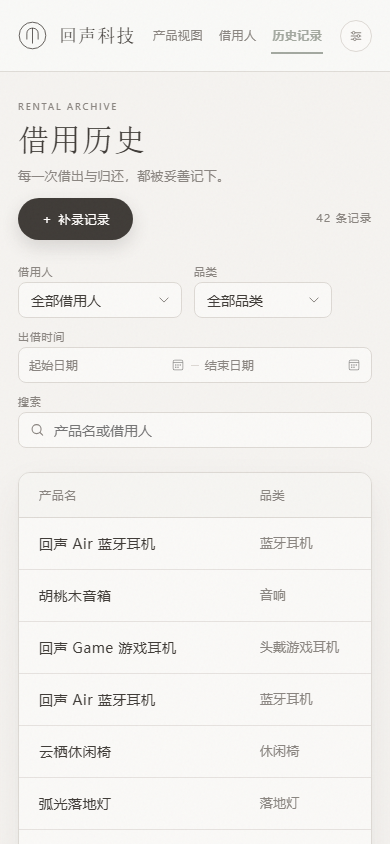 回声科技 产品视图 借用人 历史记录
RENTAL ARCHIVE
借用历史
每一次借出与归还，都被妥善记下。
+ 补录记录 42 条记录
借用人 品类
全部借用人 全部品类
出借时间
起始日期 — 结束日期
搜索
产品名或借用人
产品名 品类
回声 Air 蓝牙耳机 蓝牙耳机
胡桃木音箱 音响
回声 Game 游戏耳机 头戴游戏耳机
回声 Air 蓝牙耳机 蓝牙耳机
云栖休闲椅 休闲椅
弧光落地灯 落地灯